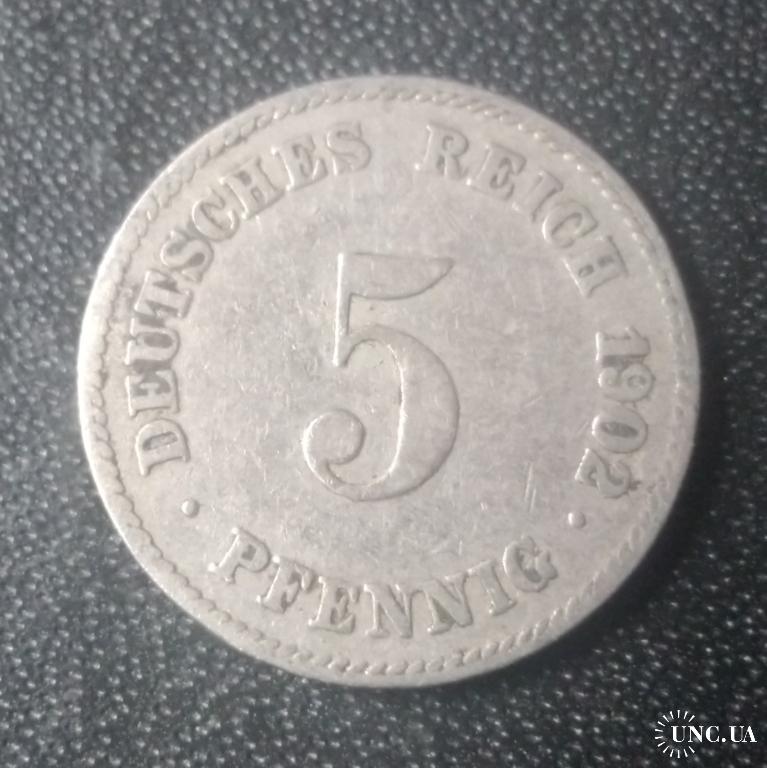 DEUTSCHES REICH 1902
5
· PFENNIG ·
UNC.UA